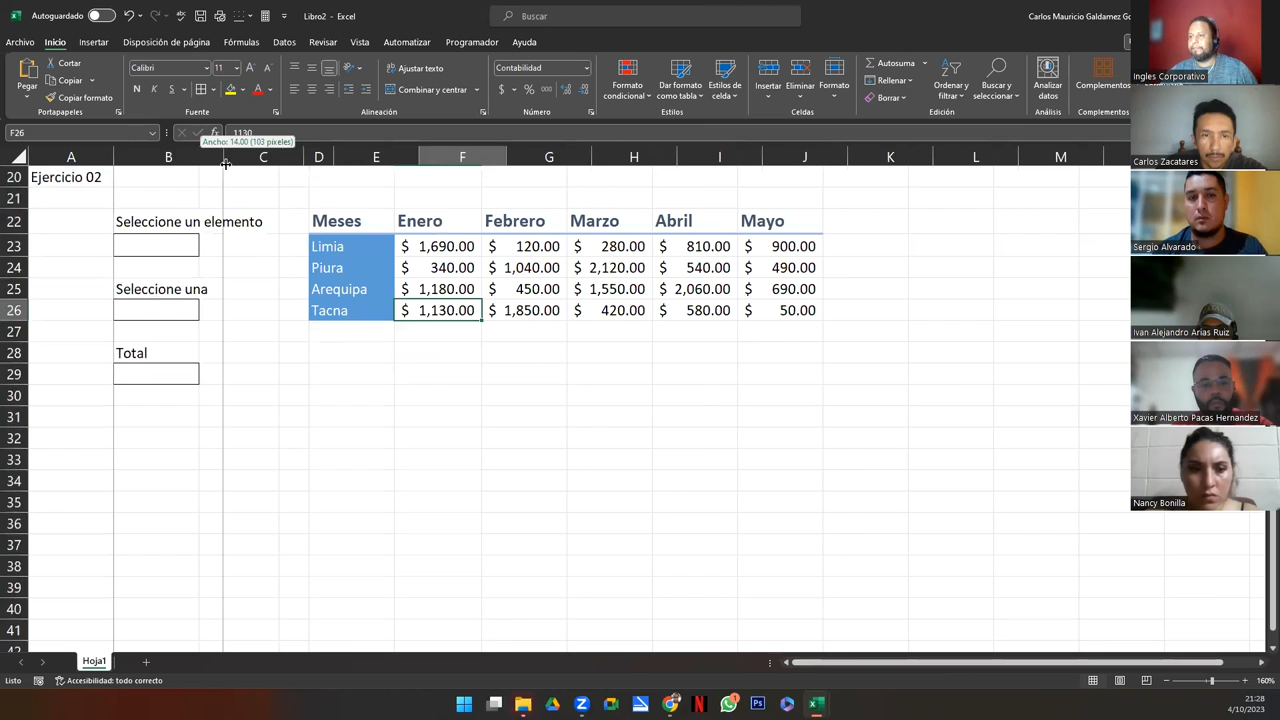 Autoguardado
Libro2 - Excel
Buscar
Carlos Mauricio Galdamez Go
Archivo Inicio Insertar Disposición de página Fórmulas Datos Revisar Vista Automatizar Programador Ayuda
Pegar
Cortar
Copiar
Copiar formato
Portapapeles
Calibri 11
N K S
Fuente
Ajustar texto
Combinar y centrar
Alineación
Contabilidad
$ % 000
Número
Formato condicional
Dar formato como tabla
Estilos de celda
Estilos
Insertar
Eliminar
Formato
Celdas
Autosuma
Rellenar
Borrar
Ordenar y filtrar
Buscar y seleccionar
Edición
Analizar datos
Análisis
Complementos
Complementos
F26
fx
1130
Ancho: 14.00 (103 píxeles)
A B C D E F G H I J K L M
20 Ejercicio 02
21
22 Seleccione un elemento Meses Enero Febrero Marzo Abril Mayo
23 Limia $ 1,690.00 $ 120.00 $ 280.00 $ 810.00 $ 900.00
24 Piura $ 340.00 $ 1,040.00 $ 2,120.00 $ 540.00 $ 490.00
25 Seleccione una Arequipa $ 1,180.00 $ 450.00 $ 1,550.00 $ 2,060.00 $ 690.00
26 Tacna $ 1,130.00 $ 1,850.00 $ 420.00 $ 580.00 $ 50.00
27
28 Total
29
30
31
32
33
34
35
36
37
38
39
40
41
42
Ingles Corporativo
Carlos Zacatares
Sergio Alvarado
Ivan Alejandro Arias Ruiz
Xavier Alberto Pacas Hernandez
Nancy Bonilla
Hoja1
Listo
Accesibilidad: todo correcto
160%
21:28
4/10/2023